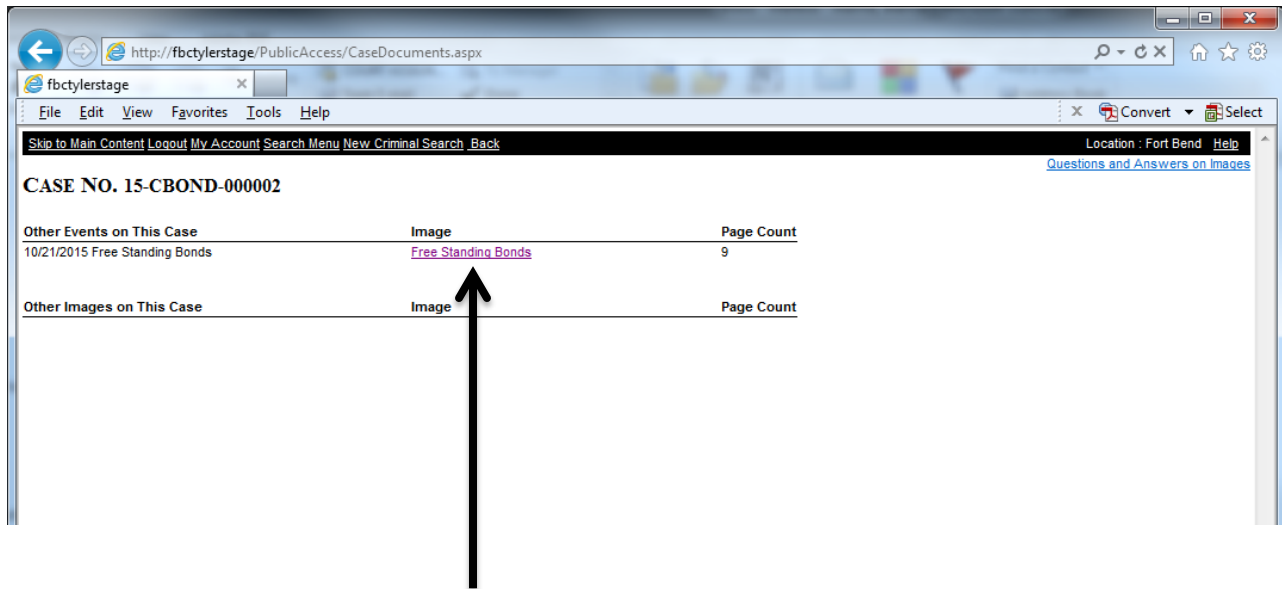 http://fbctylerstage/PublicAccess/CaseDocuments.aspx
fbctylerstage
File Edit View Favorites Tools Help
Convert Select
Skip to Main Content Logout My Account Search Menu New Criminal Search Back
Location : Fort Bend Help
Questions and Answers on Images
CASE NO. 15-CBOND-000002
Other Events on This Case Image Page Count
10/21/2015 Free Standing Bonds Free Standing Bonds 9
Other Images on This Case Image Page Count